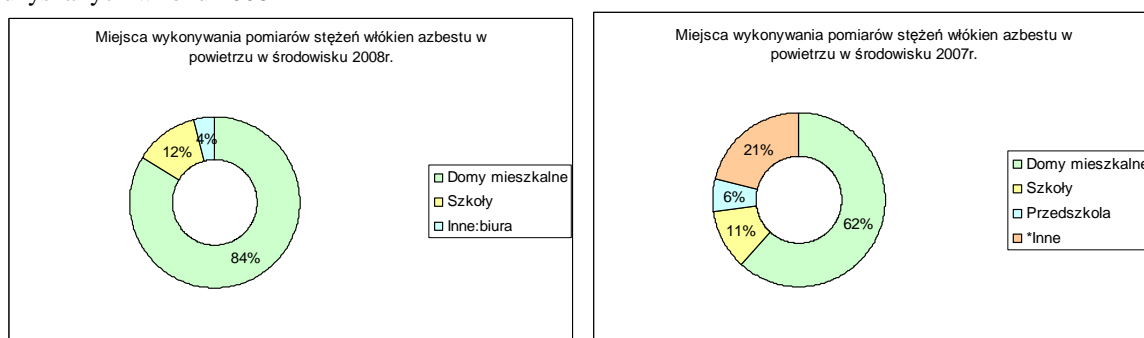 Miejsca wykonywania pomiarów stężeń włókien azbestu w
powietrzu w środowisku 2008r.
4%
12%
84%
Domy mieszkalne
Szkoły
Inne:biura
Miejsca wykonywania pomiarów stężeń włókien azbestu w
powietrzu w środowisku 2007r.
21%
6%
11%
62%
Domy mieszkalne
Szkoły
Przedszkola
*Inne